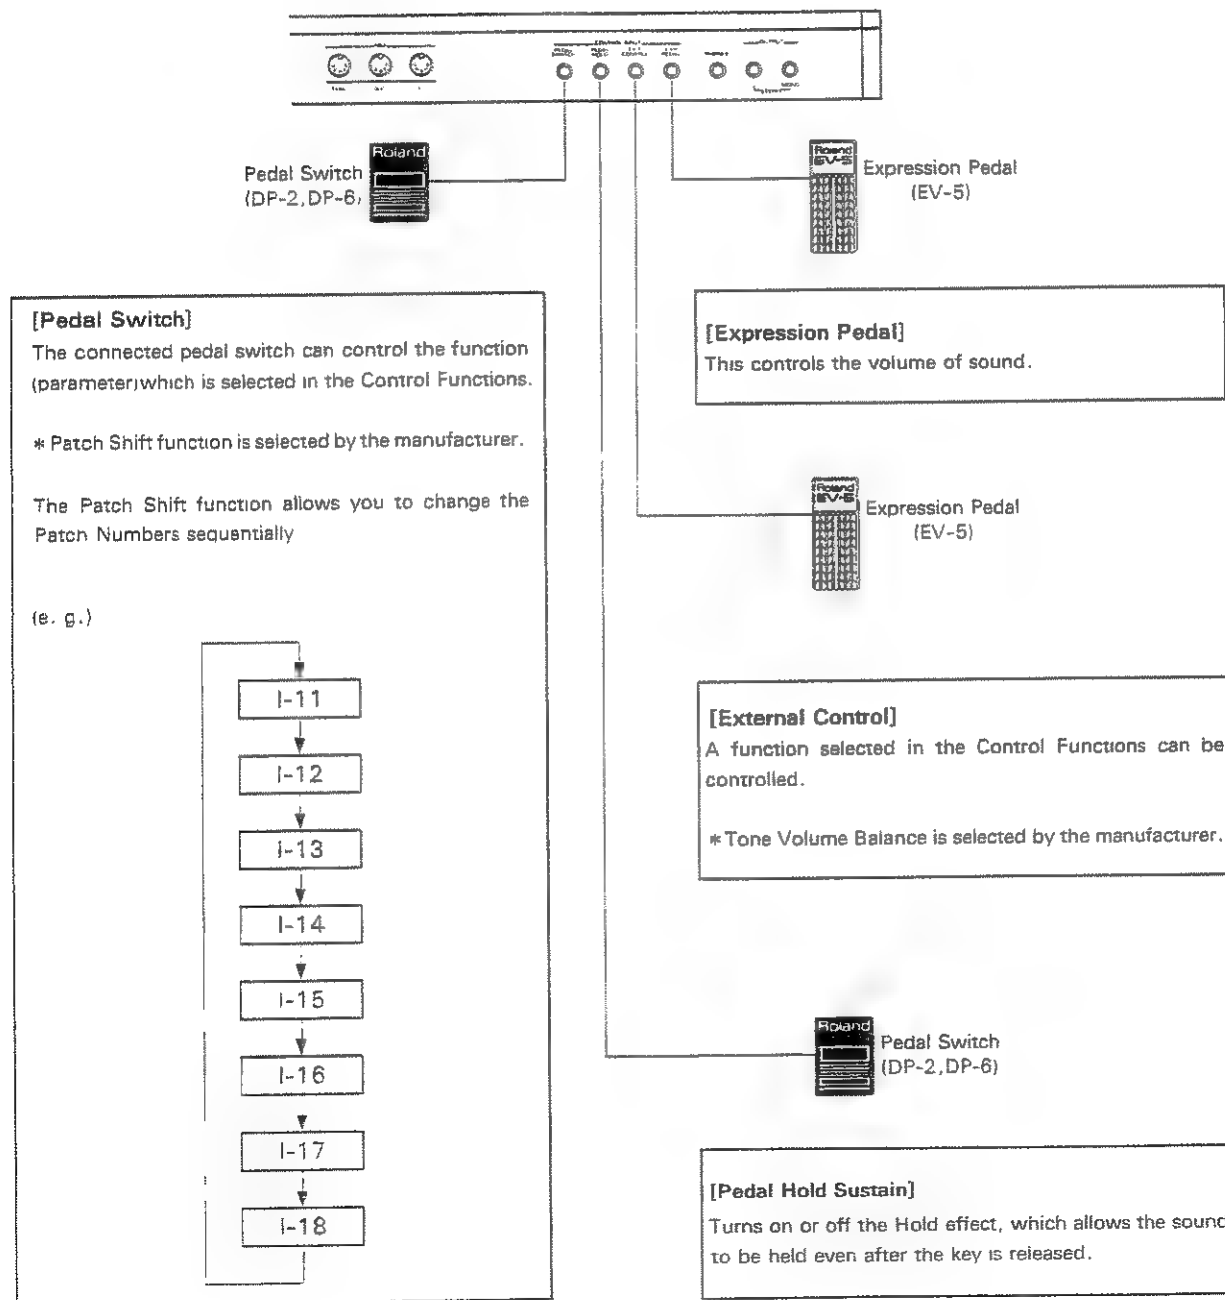 CONTROL INPUT
Roland
Pedal Switch
(DP-2,DP-6)
Roland
EV-5
Expression Pedal
(EV-5)
[Pedal Switch]
The connected pedal switch can control the function
(parameter)which is selected in the Control Functions.
* Patch Shift function is selected by the manufacturer.
The Patch Shift function allows you to change the
Patch Numbers sequentially
(e. g.)
I-11
I-12
I-13
I-14
I-15
I-16
I-17
I-18
[Expression Pedal]
This controls the volume of sound.
Roland
EV-5
Expression Pedal
(EV-5)
[External Control]
A function selected in the Control Functions can be
controlled.
* Tone Volume Balance is selected by the manufacturer.
Roland
Pedal Switch
(DP-2,DP-6)
[Pedal Hold Sustain]
Turns on or off the Hold effect, which allows the sound
to be held even after the key is released.